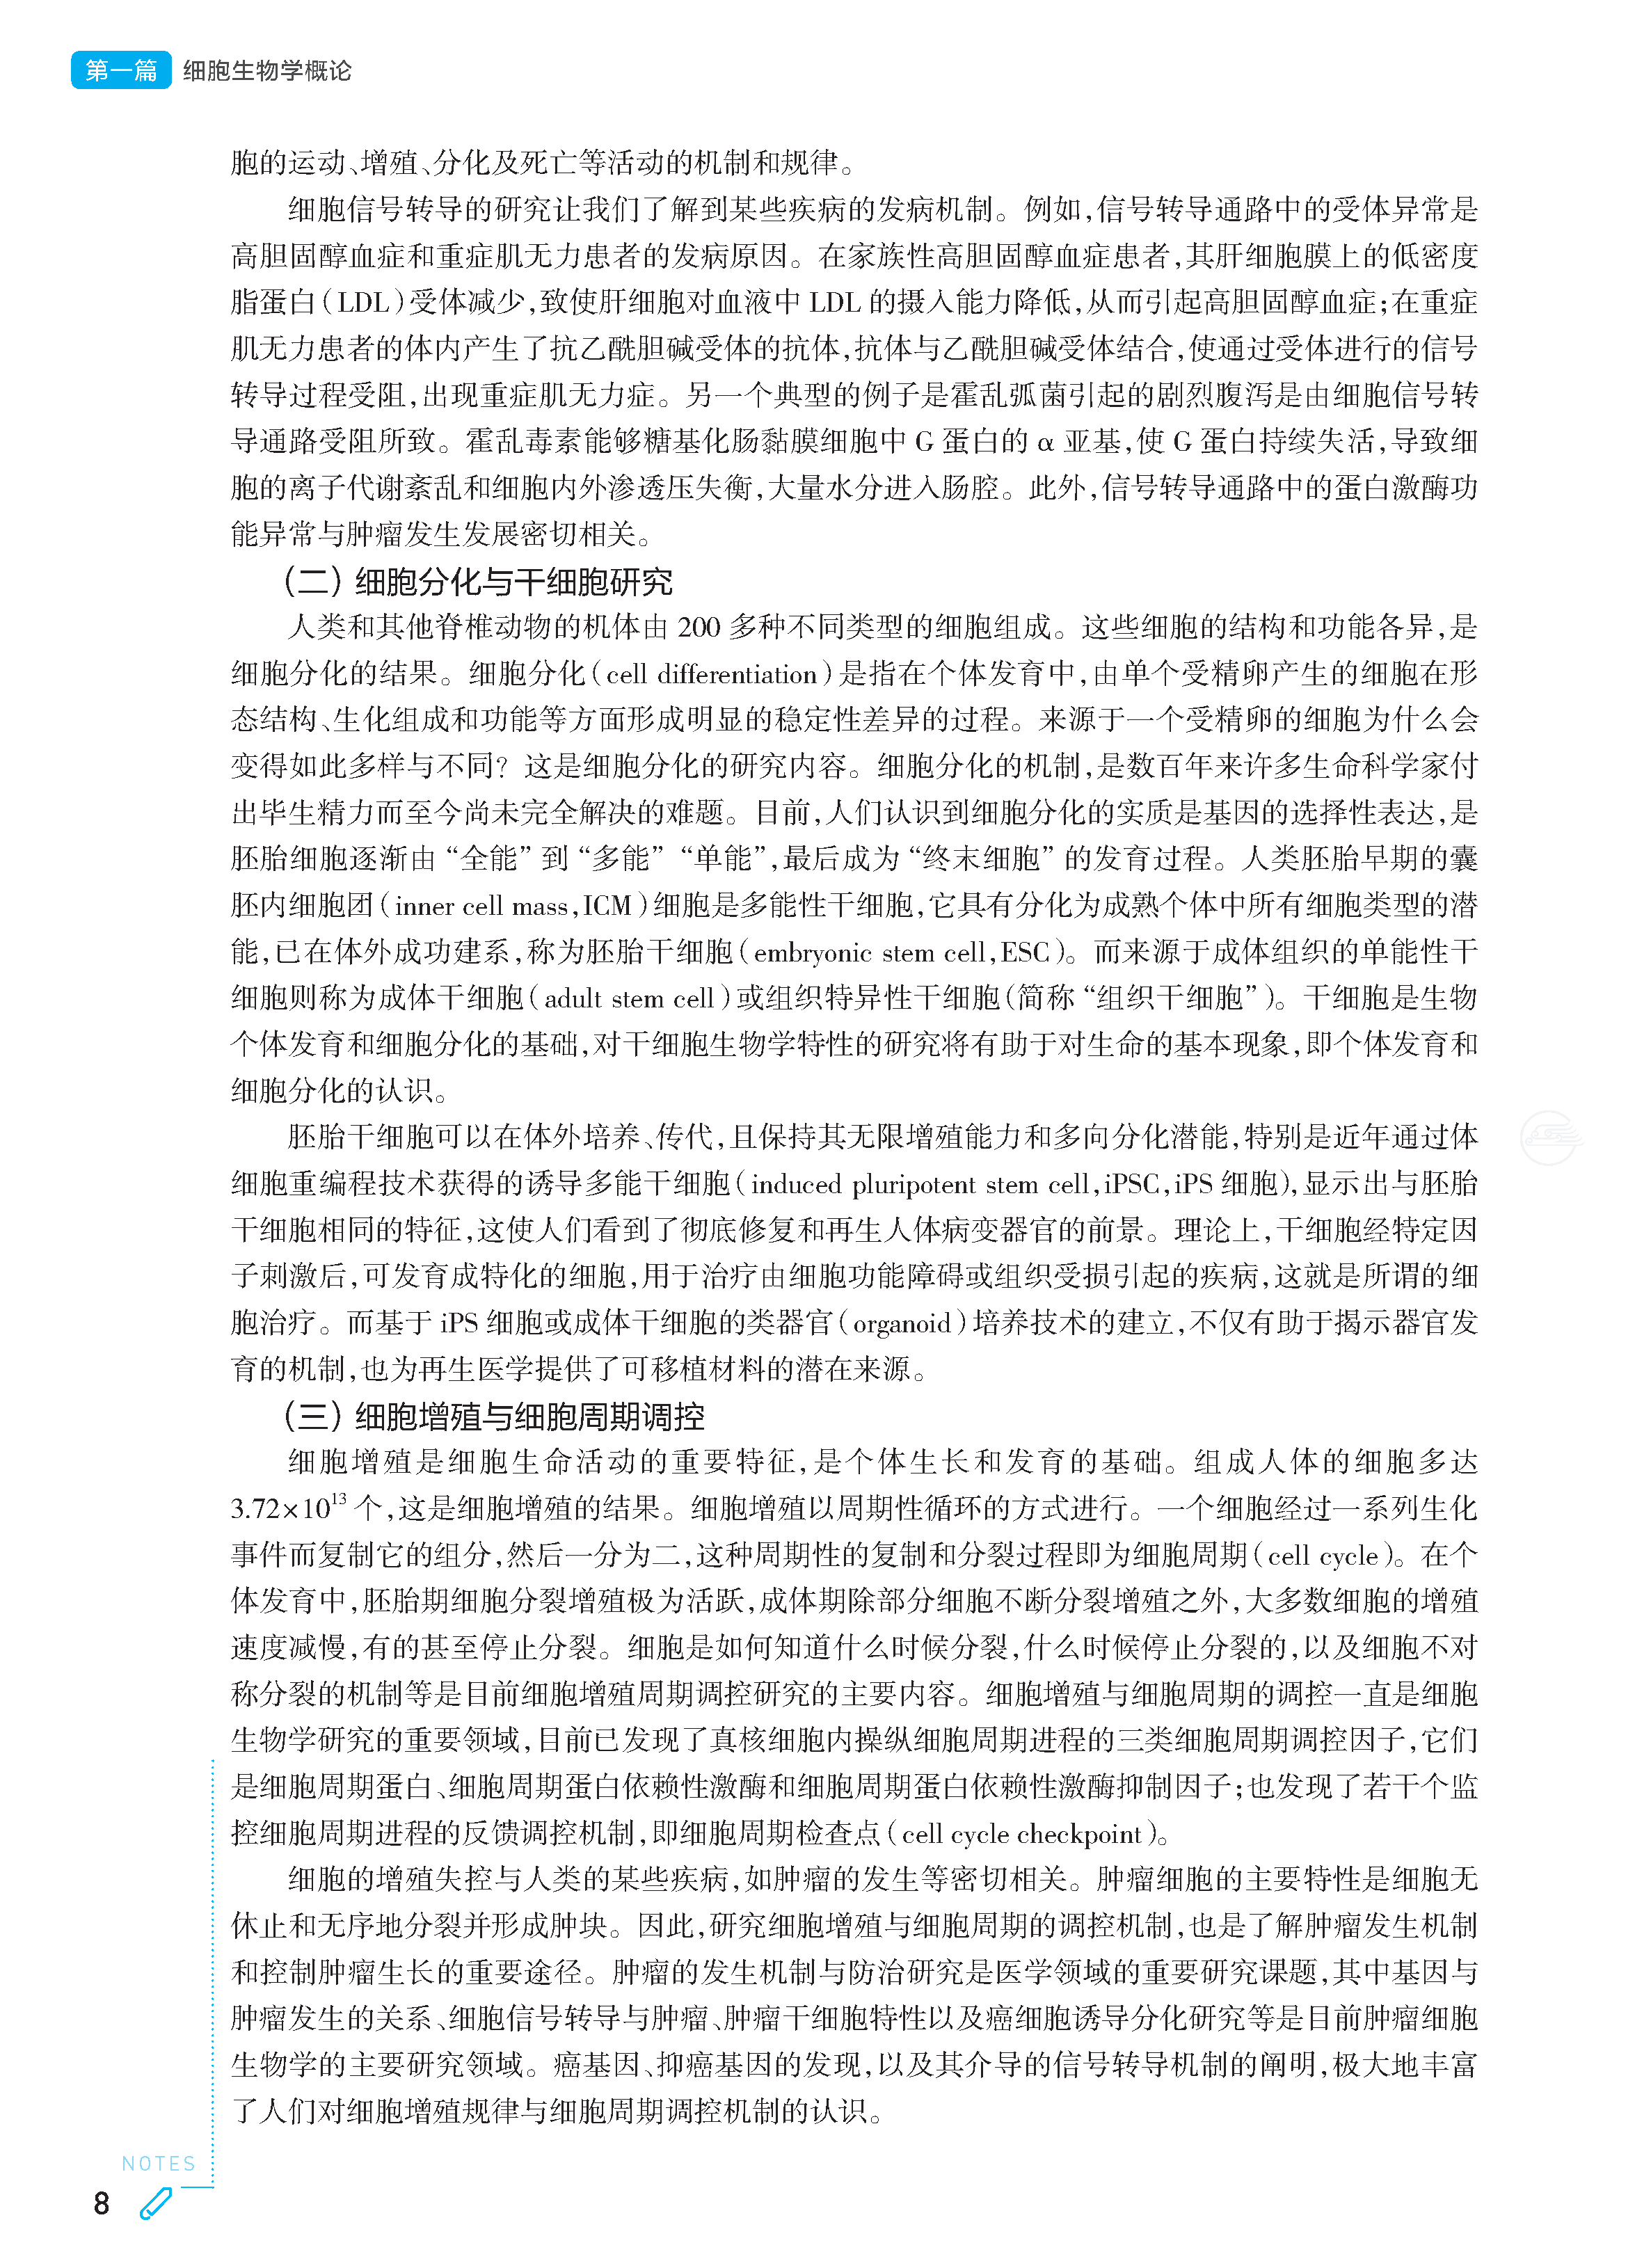 第一篇 细胞生物学概论
胞的运动、增殖、分化及死亡等活动的机制和规律。
细胞信号转导的研究让我们了解到某些疾病的发病机制。例如,信号转导通路中的受体异常是
高胆固醇血症和重症肌无力患者的发病原因。在家族性高胆固醇血症患者,其肝细胞膜上的低密度
脂蛋白(LDL)受体减少,致使肝细胞对血液中 LDL 的摄入能力降低,从而引起高胆固醇血症;在重症
肌无力患者的体内产生了抗乙酰胆碱受体的抗体,抗体与乙酰胆碱受体结合,使通过受体进行的信号
转导过程受阻,出现重症肌无力症。另一个典型的例子是霍乱弧菌引起的剧烈腹泻是由细胞信号转
导通路受阻所致。霍乱毒素能够糖基化肠黏膜细胞中 G 蛋白的 α 亚基,使 G 蛋白持续失活,导致细
胞的离子代谢紊乱和细胞内外渗透压失衡,大量水分进入肠腔。此外,信号转导通路中的蛋白激酶功
能异常与肿瘤发生发展密切相关。
(二)细胞分化与干细胞研究
人类和其他脊椎动物的机体由 200 多种不同类型的细胞组成。这些细胞的结构和功能各异,是
细胞分化的结果。细胞分化(cell differentiation)是指在个体发育中,由单个受精卵产生的细胞在形
态结构、生化组成和功能等方面形成明显的稳定性差异的过程。来源于一个受精卵的细胞为什么会
变得如此多样与不同？这是细胞分化的研究内容。细胞分化的机制,是数百年来许多生命科学家付
出毕生精力而至今尚未完全解决的难题。目前,人们认识到细胞分化的实质是基因的选择性表达,是
胚胎细胞逐渐由“全能”到“多能”“单能”,最后成为“终末细胞”的发育过程。人类胚胎早期的囊
胚内细胞团(inner cell mass,ICM)细胞是多能性干细胞,它具有分化为成熟个体中所有细胞类型的潜
能,已在体外成功建系,称为胚胎干细胞(embryonic stem cell,ESC)。而来源于成体组织的单能性干
细胞则称为成体干细胞(adult stem cell)或组织特异性干细胞(简称“组织干细胞”)。干细胞是生物
个体发育和细胞分化的基础,对干细胞生物学特性的研究将有助于对生命的基本现象,即个体发育和
细胞分化的认识。
胚胎干细胞可以在体外培养、传代,且保持其无限增殖能力和多向分化潜能,特别是近年通过体
细胞重编程技术获得的诱导多能干细胞(induced pluripotent stem cell,iPSC,iPS 细胞),显示出与胚胎
干细胞相同的特征,这使人们看到了彻底修复和再生人体病变器官的前景。理论上,干细胞经特定因
子刺激后,可发育成特化的细胞,用于治疗由细胞功能障碍或组织受损引起的疾病,这就是所谓的细
胞治疗。而基于 iPS 细胞或成体干细胞的类器官(organoid)培养技术的建立,不仅有助于揭示器官发
育的机制,也为再生医学提供了可移植材料的潜在来源。
(三)细胞增殖与细胞周期调控
细胞增殖是细胞生命活动的重要特征,是个体生长和发育的基础。组成人体的细胞多达
3.72×10¹³ 个,这是细胞增殖的结果。细胞增殖以周期性循环的方式进行。一个细胞经过一系列生化
事件而复制它的组分,然后一分为二,这种周期性的复制和分裂过程即为细胞周期(cell cycle)。在个
体发育中,胚胎期细胞分裂增殖极为活跃,成体期除部分细胞不断分裂增殖之外,大多数细胞的增殖
速度减慢,有的甚至停止分裂。细胞是如何知道什么时候分裂,什么时候停止分裂的,以及细胞不对
称分裂的机制等是目前细胞增殖周期调控研究的主要内容。细胞增殖与细胞周期的调控一直是细胞
生物学研究的重要领域,目前已发现了真核细胞内操纵细胞周期进程的三类细胞周期调控因子,它们
是细胞周期蛋白、细胞周期蛋白依赖性激酶和细胞周期蛋白依赖性激酶抑制因子;也发现了若干个监
控细胞周期进程的反馈调控机制,即细胞周期检查点(cell cycle checkpoint)。
细胞的增殖失控与人类的某些疾病,如肿瘤的发生等密切相关。肿瘤细胞的主要特性是细胞无
休止和无序地分裂并形成肿块。因此,研究细胞增殖与细胞周期的调控机制,也是了解肿瘤发生机制
和控制肿瘤生长的重要途径。肿瘤的发生机制与防治研究是医学领域的重要研究课题,其中基因与
肿瘤发生的关系、细胞信号转导与肿瘤、肿瘤干细胞特性以及癌细胞诱导分化研究等是目前肿瘤细胞
生物学的主要研究领域。癌基因、抑癌基因的发现,以及其介导的信号转导机制的阐明,极大地丰富
了人们对细胞增殖规律与细胞周期调控机制的认识。
NOTES
8